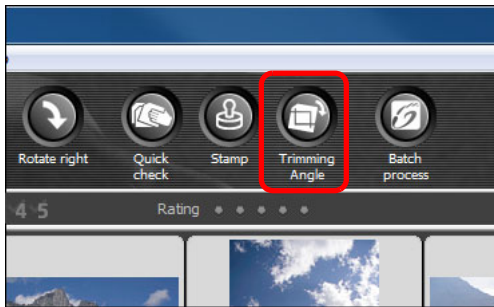 Rotate right
Quick
check
Stamp
Trimming
Angle
Batch
process
4 5
Rating